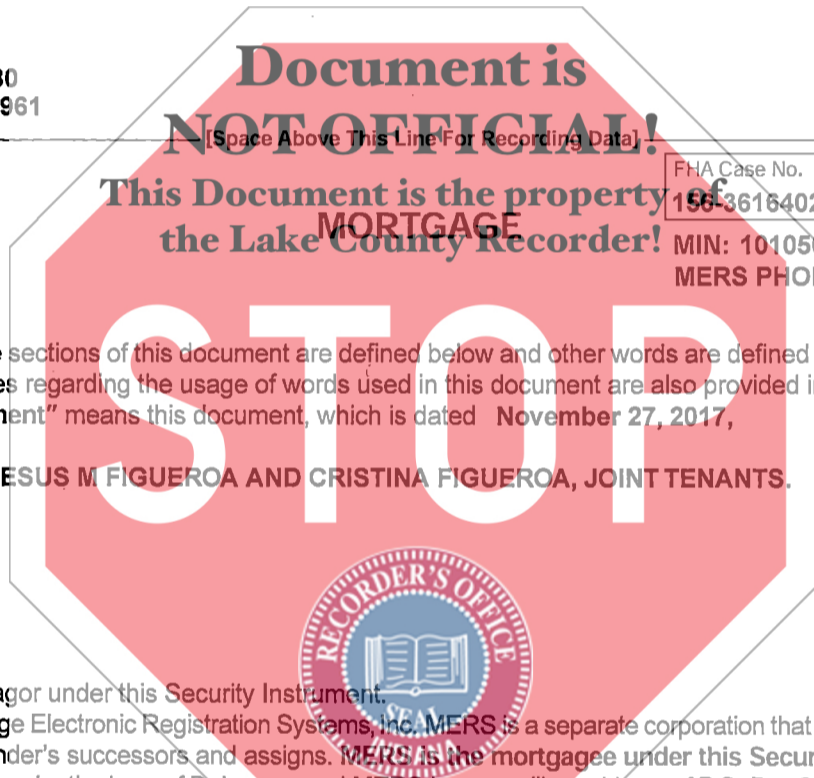 Document is
30
961
NOT OFFICIAL!
[Space Above This Line For Recording Data]
FHA Case No.
This Document is the property of
156-3616402
MORTGAGE
the Lake County Recorder!
MIN: 10105
MERS PHO
STOP
sections of this document are defined below and other words are defined
es regarding the usage of words used in this document are also provided i
ent" means this document, which is dated November 27, 2017,
ESUS M FIGUEROA AND CRISTINA FIGUEROA, JOINT TENANTS.
RECORDER'S OFFICE
SEAL
agor under this Security Instrument.
ge Electronic Registration Systems, Inc. MERS is a separate corporation that
nder's successors and assigns. MERS is the mortgagee under this Secur